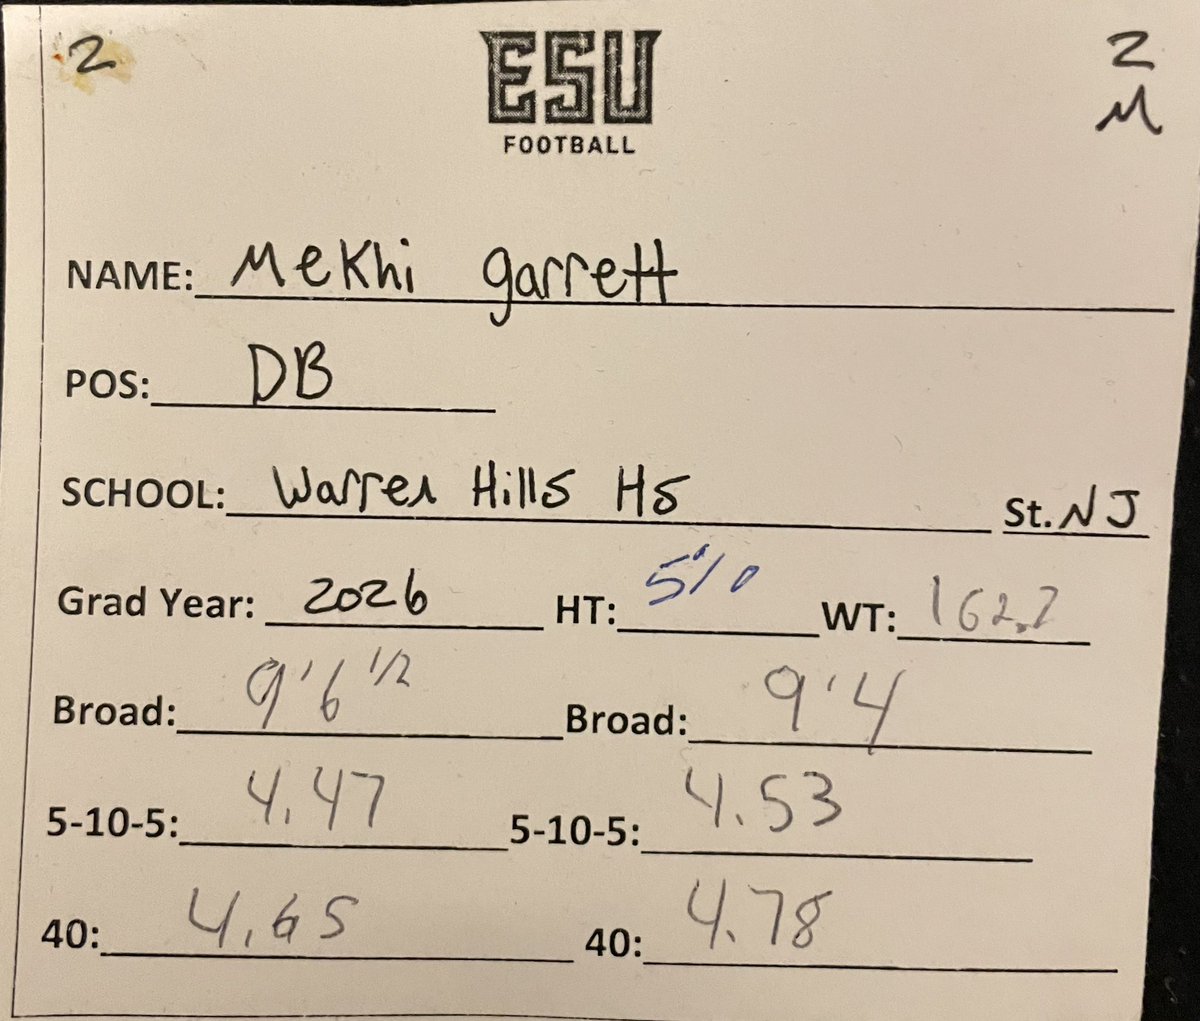 2 ESU 2
FOOTBALL M
NAME: Mekhi garrett
POS: DB
SCHOOL: Warren Hills HS St. NJ
Grad Year: 2026 HT: 5'10 WT: 162.2
Broad: 9'6 1/2 Broad: 9'4
5-10-5: 4.47 5-10-5: 4.53
40: 4.65 40: 4.78